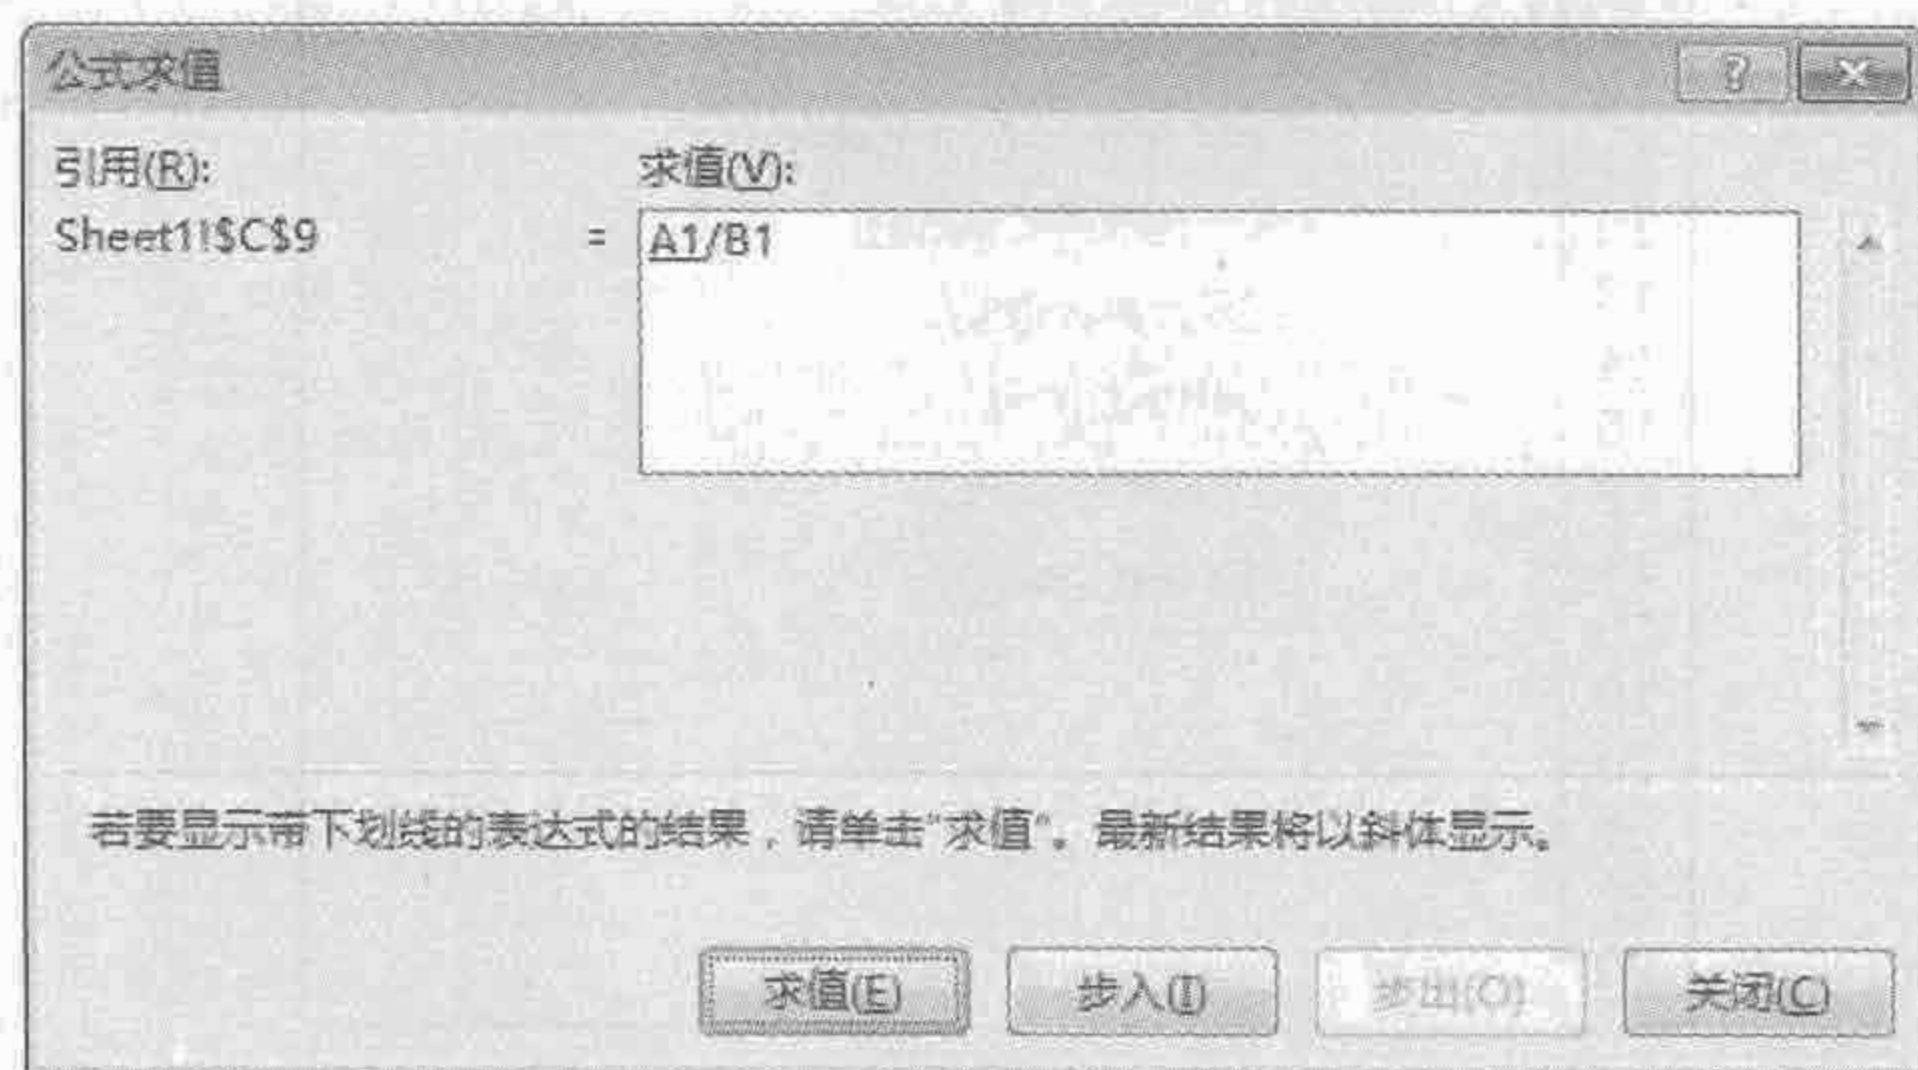 公式求值
引用(R): 求值(V):
Sheet1!$C$9 = A1/B1
若要显示带下划线的表达式的结果，请单击“求值”。最新结果将以斜体显示。
求值(E) 步入(I) 步出(O) 关闭(C)